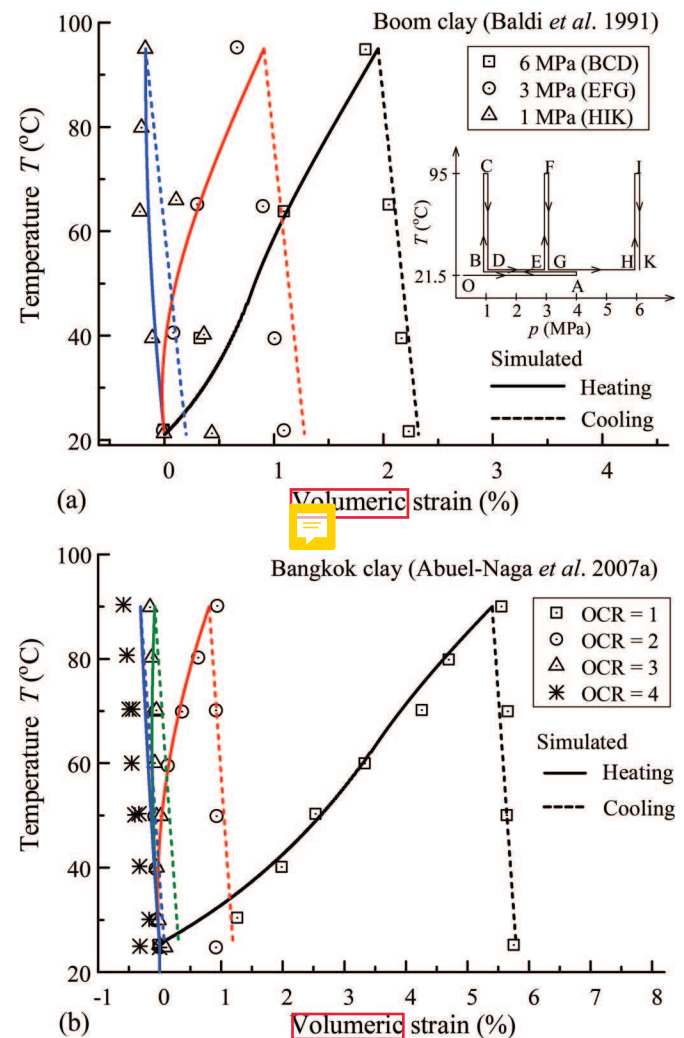 Boom clay (Baldi et al. 1991)
100
80
60
40
20
Temperature T (°C)
6 MPa (BCD)
3 MPa (EFG)
1 MPa (HIK)
C F I
95
T (°C)
B D E G H K
21.5
O A
1 2 3 4 5 6
p (MPa)
Simulated
Heating
Cooling
0 1 2 3 4
(a)
Volumeric strain (%)
Bangkok clay (Abuel-Naga et al. 2007a)
100
80
60
40
20
Temperature T (°C)
OCR = 1
OCR = 2
OCR = 3
OCR = 4
Simulated
Heating
Cooling
-1 0 1 2 3 4 5 6 7 8
(b)
Volumeric strain (%)